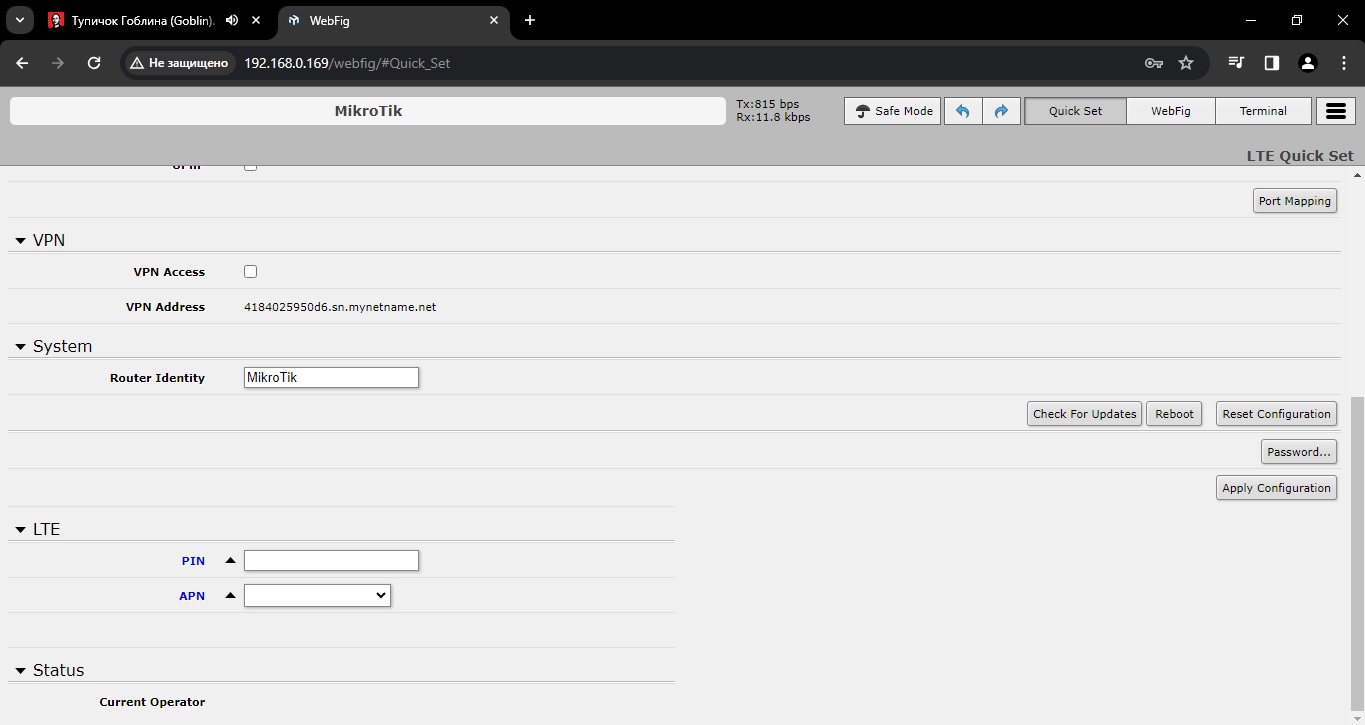 Тупичок Гоблина (Goblin).
WebFig
Не защищено
192.168.0.169/webfig/#Quick_Set
MikroTik
Tx:815 bps
Rx:11.8 kbps
Safe Mode
Quick Set
WebFig
Terminal
LTE Quick Set
Port Mapping
VPN
VPN Access
VPN Address 4184025950d6.sn.mynetname.net
System
Router Identity MikroTik
Check For Updates Reboot Reset Configuration
Password...
Apply Configuration
LTE
PIN
APN
Status
Current Operator